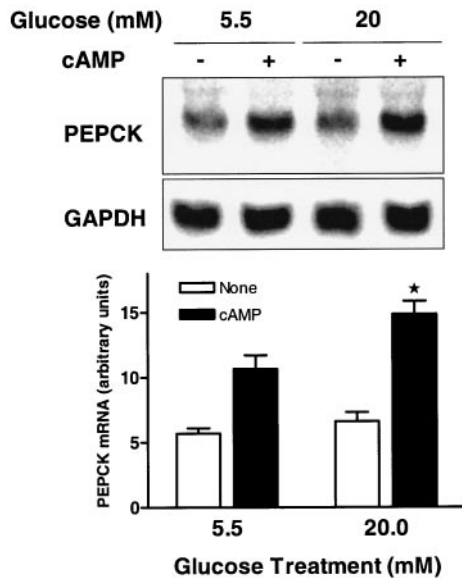 Glucose (mM) 5.5 20
cAMP - + - +
PEPCK
GAPDH
None
cAMP
★
PEPCK mRNA (arbitrary units)
15
10
5
0
5.5 20.0
Glucose Treatment (mM)